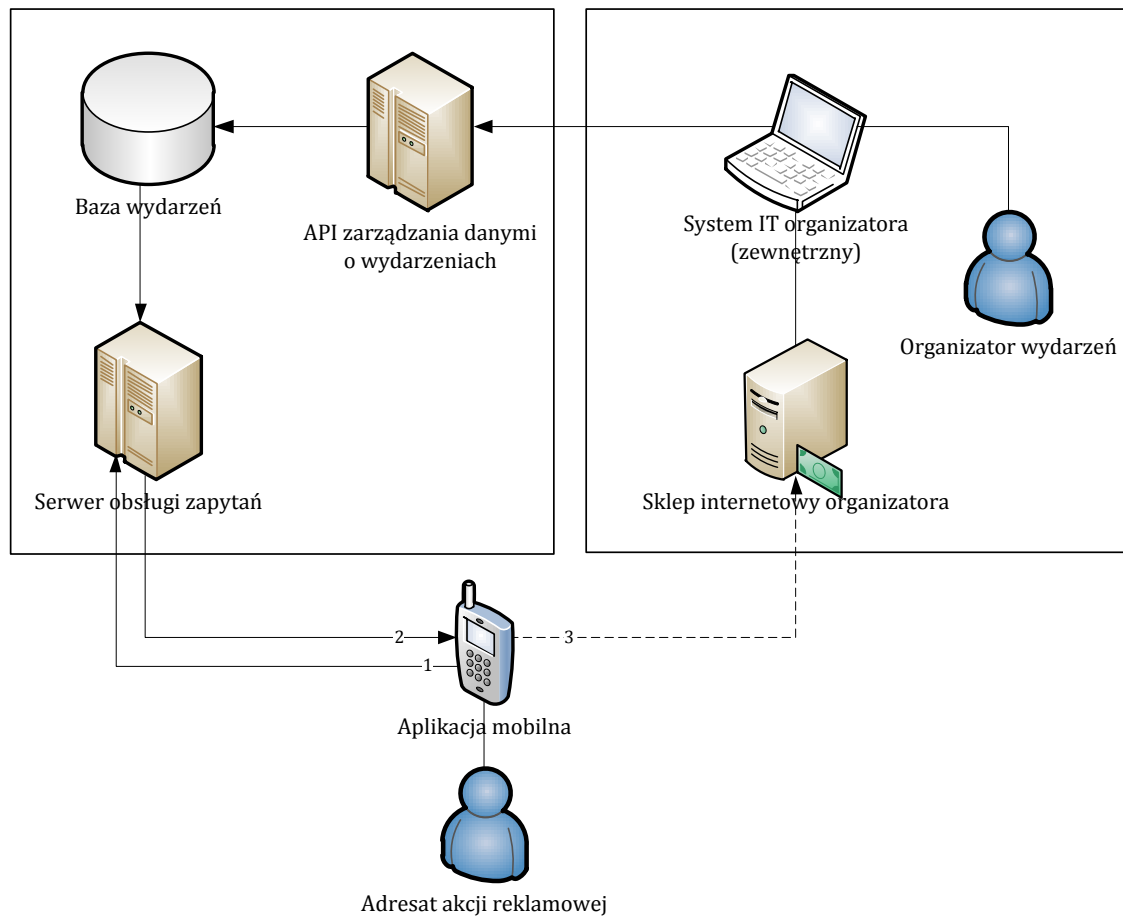 Baza wydarzeń
API zarządzania danymi
o wydarzeniach
System IT organizatora
(zewnętrzny)
Organizator wydarzeń
Serwer obsługi zapytań
Sklep internetowy organizatora
2
3
1
Aplikacja mobilna
Adresat akcji reklamowej